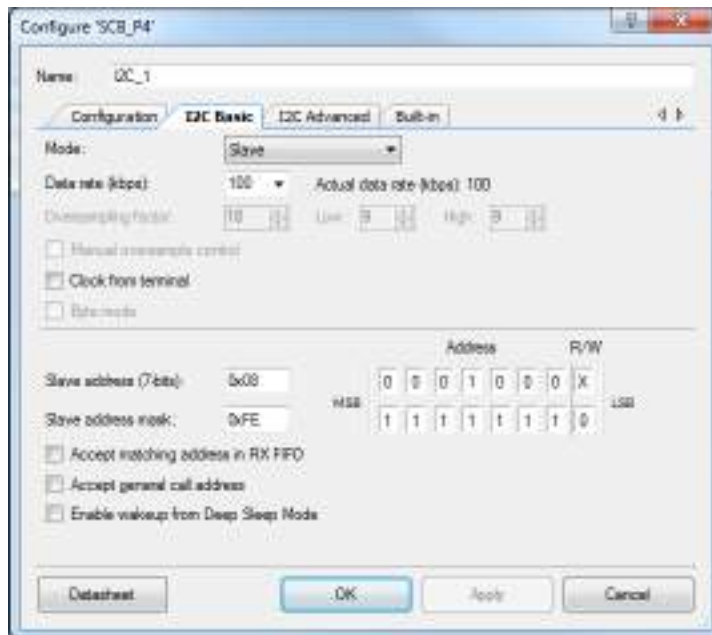 Configure 'SCB_P4'
Name: I2C_1
Configuration I2C Basic I2C Advanced Built-in
Mode: Slave
Data rate (kbps): 100 Actual data rate (kbps): 100
Oversampling factor: Low 9 High 9
Manual oversample control
Clock from terminal
Byte mode
Address R/W
Slave address (7-bits): 0x08 0 0 0 1 0 0 0 X
MSB LSB
Slave address mask: 0xFE 1 1 1 1 1 1 1 0
Accept matching address in RX FIFO
Accept general call address
Enable wakeup from Deep Sleep Mode
Datasheet OK Apply Cancel